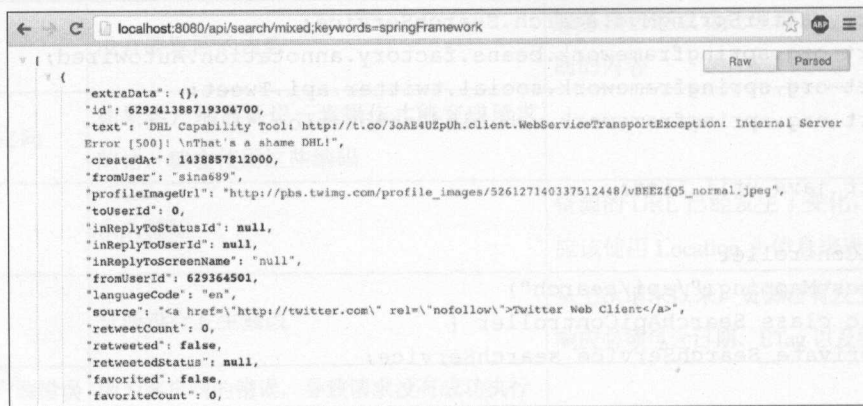 localhost:8080/api/search/mixed;keywords=springFramework
ABP
Raw Parsed
[
{
"extraData": {},
"id": 629241388719304700,
"text": "DHL Capability Tool: http://t.co/3oAE4UZpUh.client.WebServiceTransportException: Internal Server
Error [500]! \nThat's a shame DHL!",
"createdAt": 1438857812000,
"fromUser": "sina689",
"profileImageUrl": "http://pbs.twimg.com/profile_images/526127140337512448/vBEE2fQ5_normal.jpeg",
"toUserId": 0,
"inReplyToStatusId": null,
"inReplyToUserId": null,
"inReplyToScreenName": "null",
"fromUserId": 629364501,
"languageCode": "en",
"source": "<a href=\"http://twitter.com\" rel=\"nofollow\">Twitter Web Client</a>",
"retweetCount": 0,
"retweeted": false,
"retweetedStatus": null,
"favorited": false,
"favoriteCount": 0,